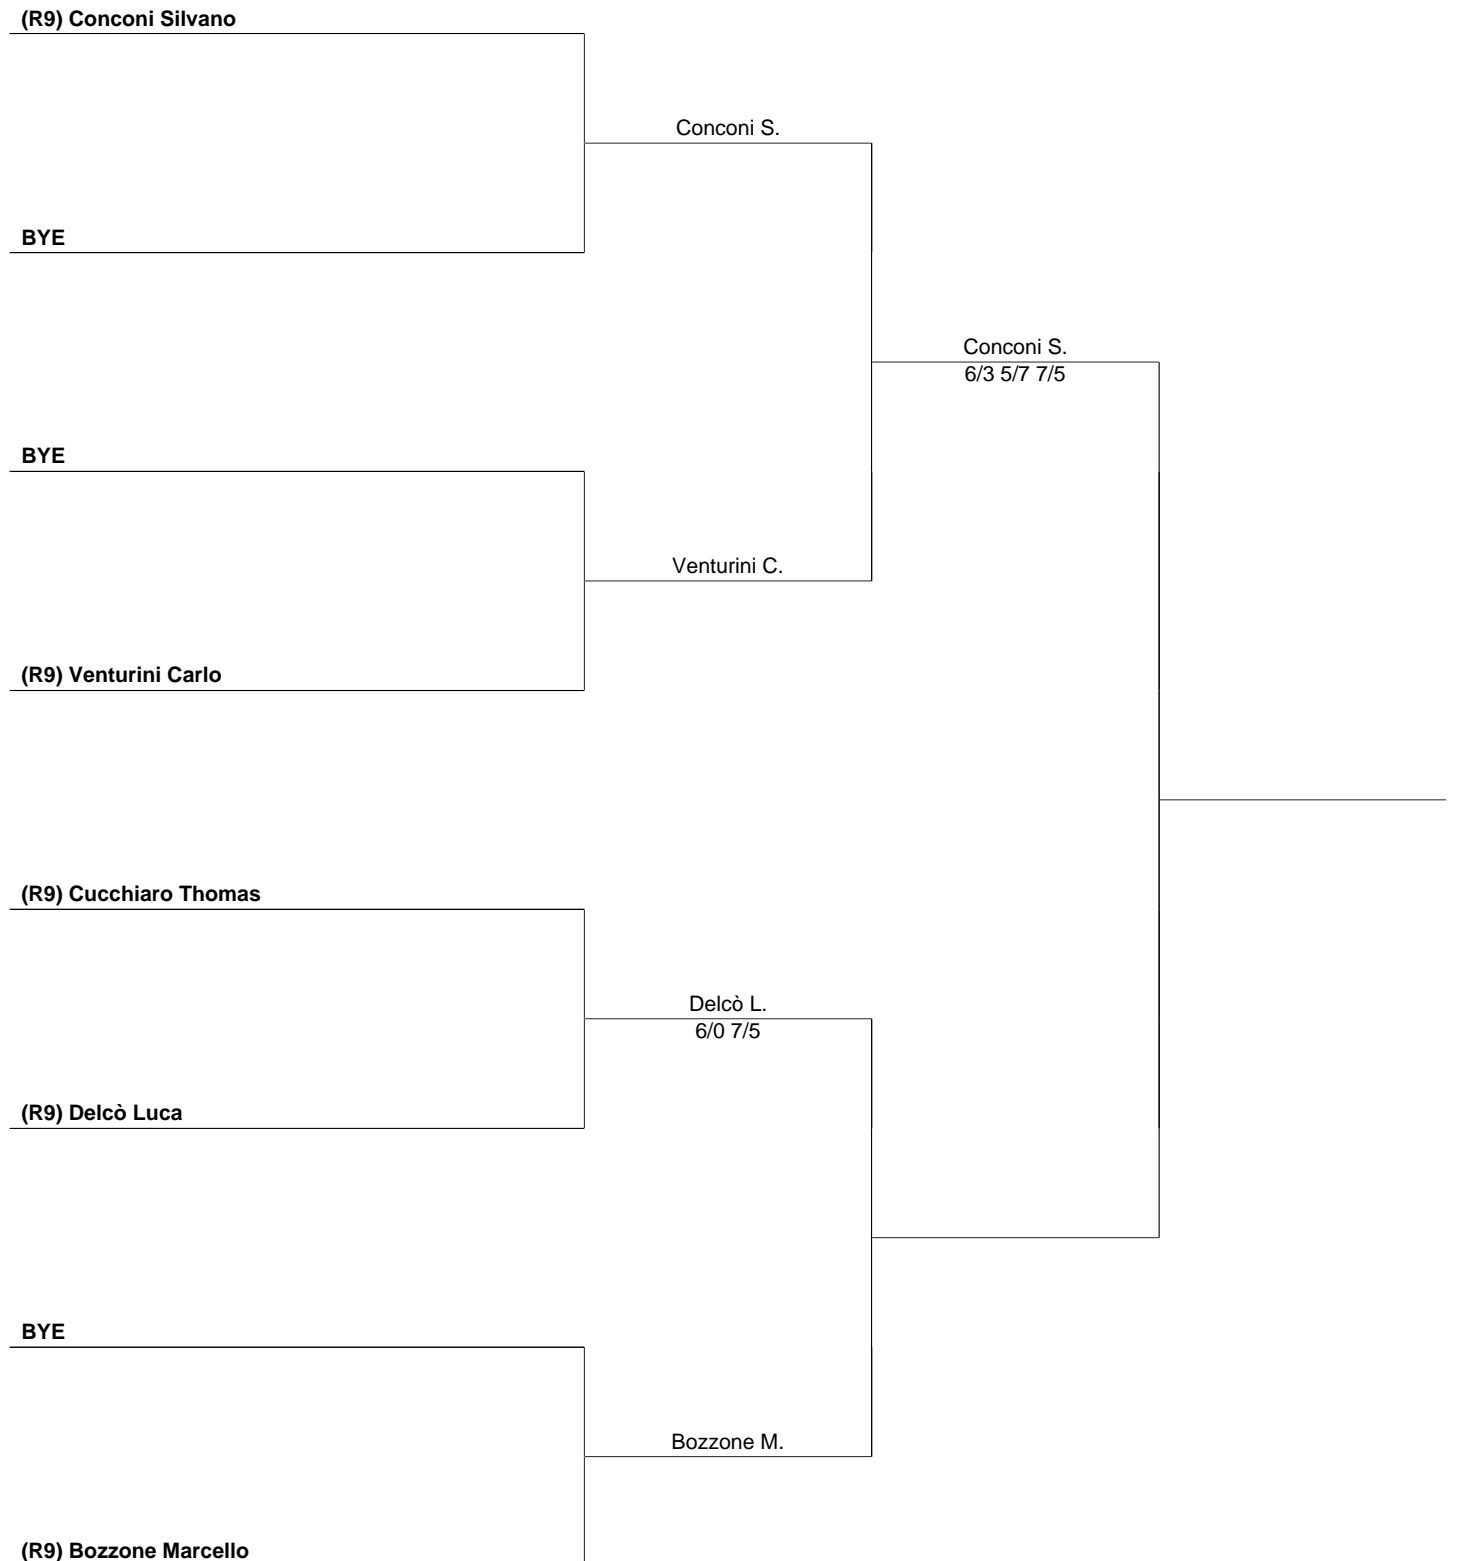 (R9) Conconi Silvano
Conconi S.
BYE
Conconi S.
6/3 5/7 7/5
BYE
Venturini C.
(R9) Venturini Carlo
(R9) Cucchiaro Thomas
Delcò L.
6/0 7/5
(R9) Delcò Luca
BYE
Bozzone M.
(R9) Bozzone Marcello